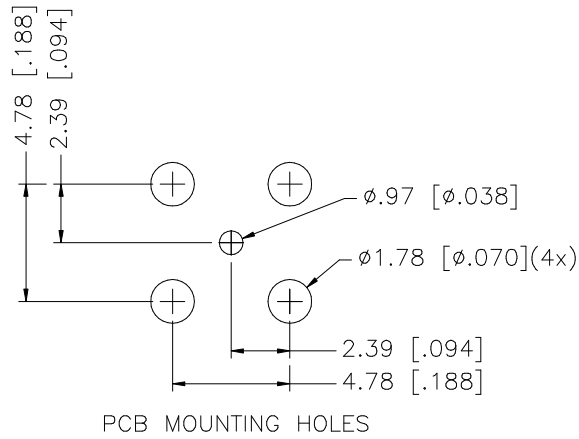 4.78 [.188]
2.39 [.094]
ø.97 [ø.038]
ø1.78 [ø.070](4x)
2.39 [.094]
4.78 [.188]
PCB MOUNTING HOLES